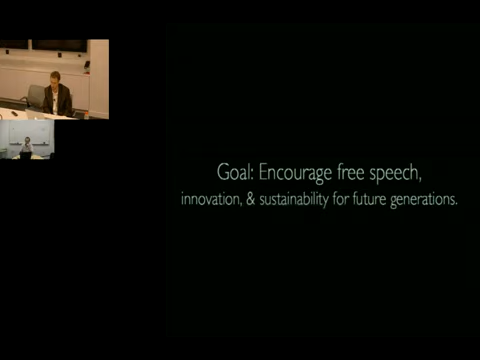 Goal: Encourage free speech,
innovation, & sustainability for future generations.